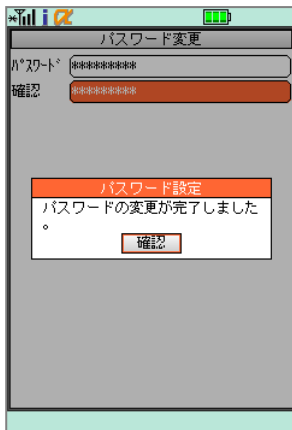 i α
パスワード変更
パスワード *********
確認 *********
パスワード設定
パスワードの変更が完了しました
。
確認